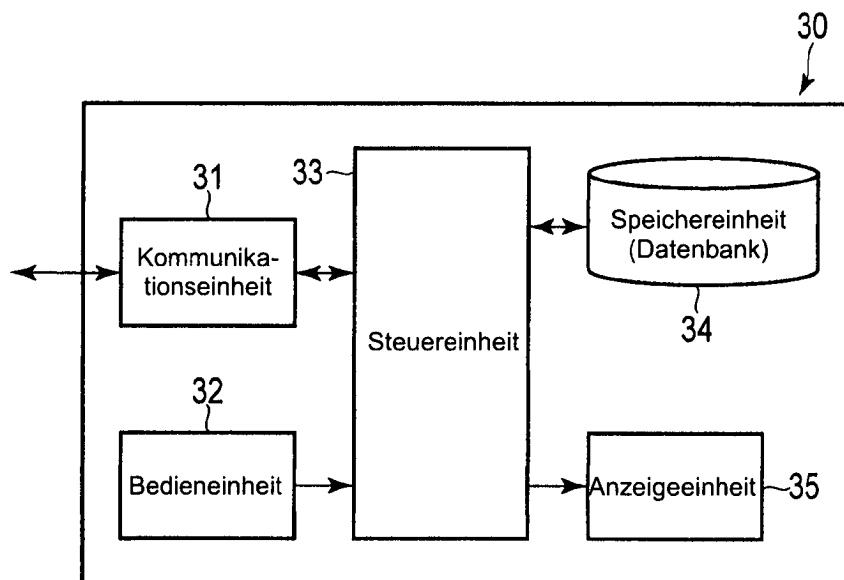 30
31
33
Kommunika-
tionseinheit
Speichereinheit
(Datenbank)
34
Steuereinheit
32
Bedieneinheit
Anzeigeeinheit
35